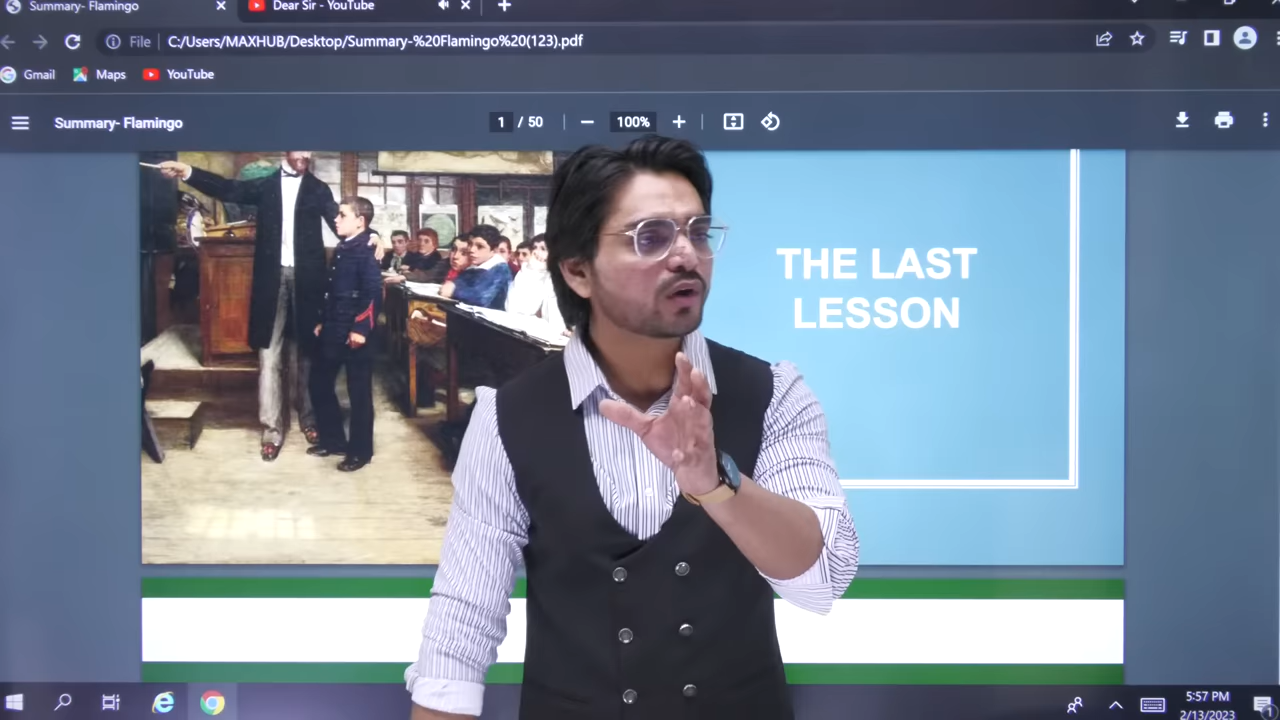 Summary- Flamingo
Dear Sir - YouTube
File
C:/Users/MAXHUB/Desktop/Summary-%20Flamingo%20(123).pdf
Gmail
Maps
YouTube
Summary- Flamingo
1 / 50
100%
THE LAST
LESSON
5:57 PM
2/13/2023
1